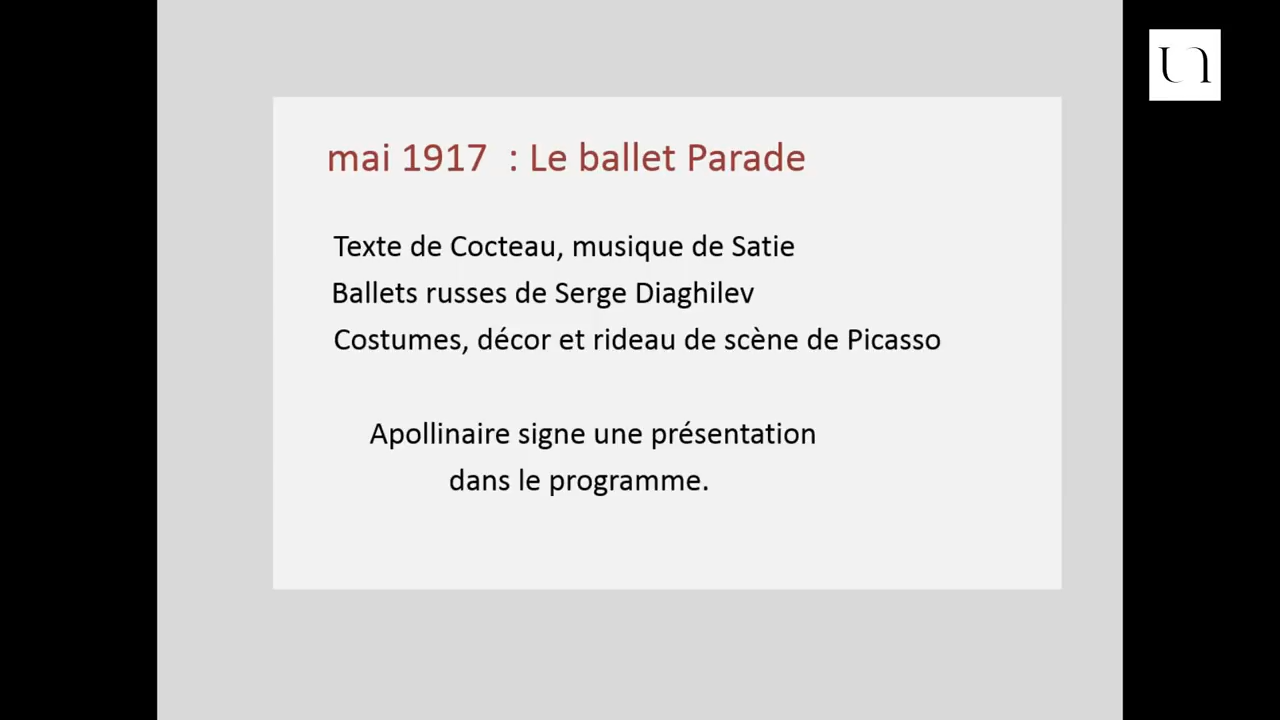 mai 1917  : Le ballet Parade
Texte de Cocteau, musique de Satie
Ballets russes de Serge Diaghilev
Costumes, décor et rideau de scène de Picasso
Apollinaire signe une présentation
dans le programme.